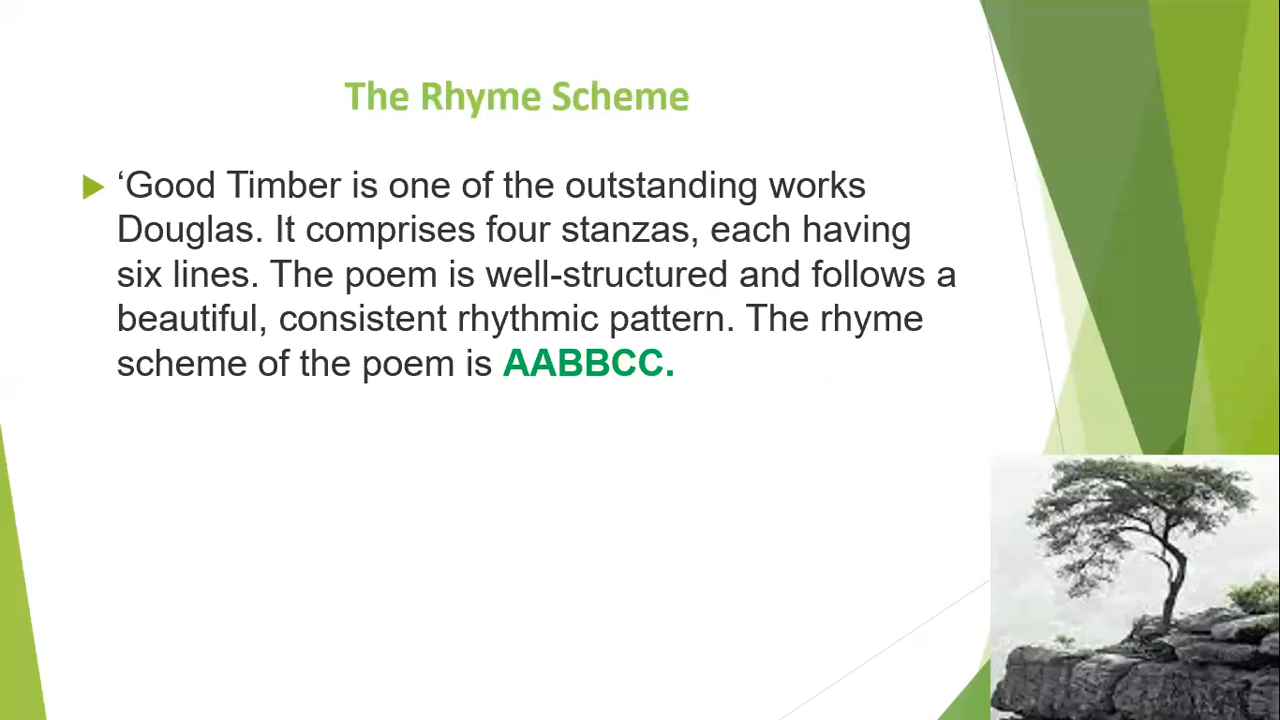 The Rhyme Scheme
‘Good Timber is one of the outstanding works
Douglas. It comprises four stanzas, each having
six lines. The poem is well-structured and follows a
beautiful, consistent rhythmic pattern. The rhyme
scheme of the poem is AABBCC.